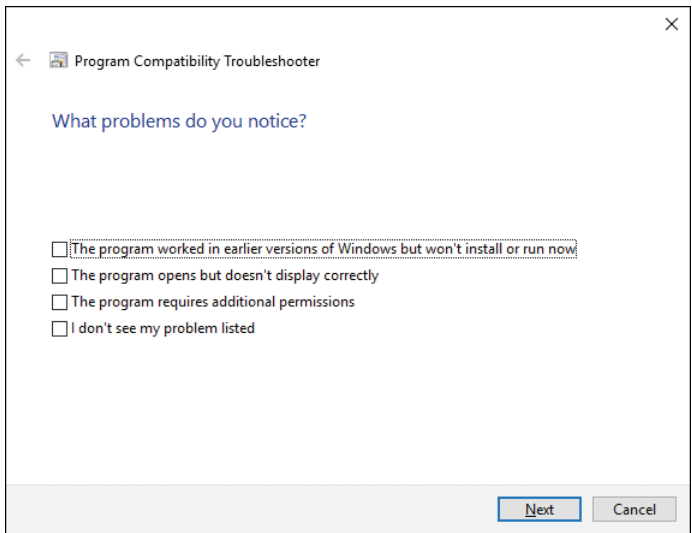 Program Compatibility Troubleshooter
What problems do you notice?
The program worked in earlier versions of Windows but won't install or run now
The program opens but doesn't display correctly
The program requires additional permissions
I don't see my problem listed
Next
Cancel